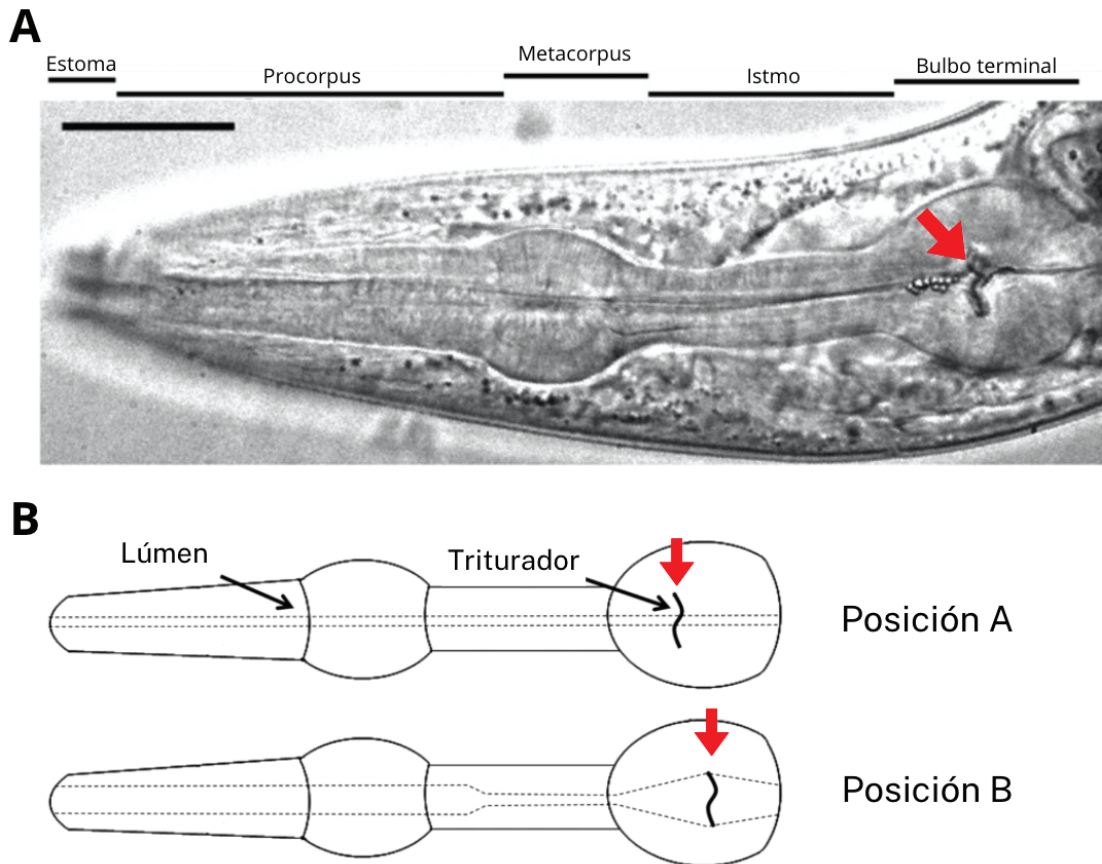 A
Estoma
Procorpus
Metacorpus
Istmo
Bulbo terminal
B
Lúmen
Triturador
Posición A
Posición B